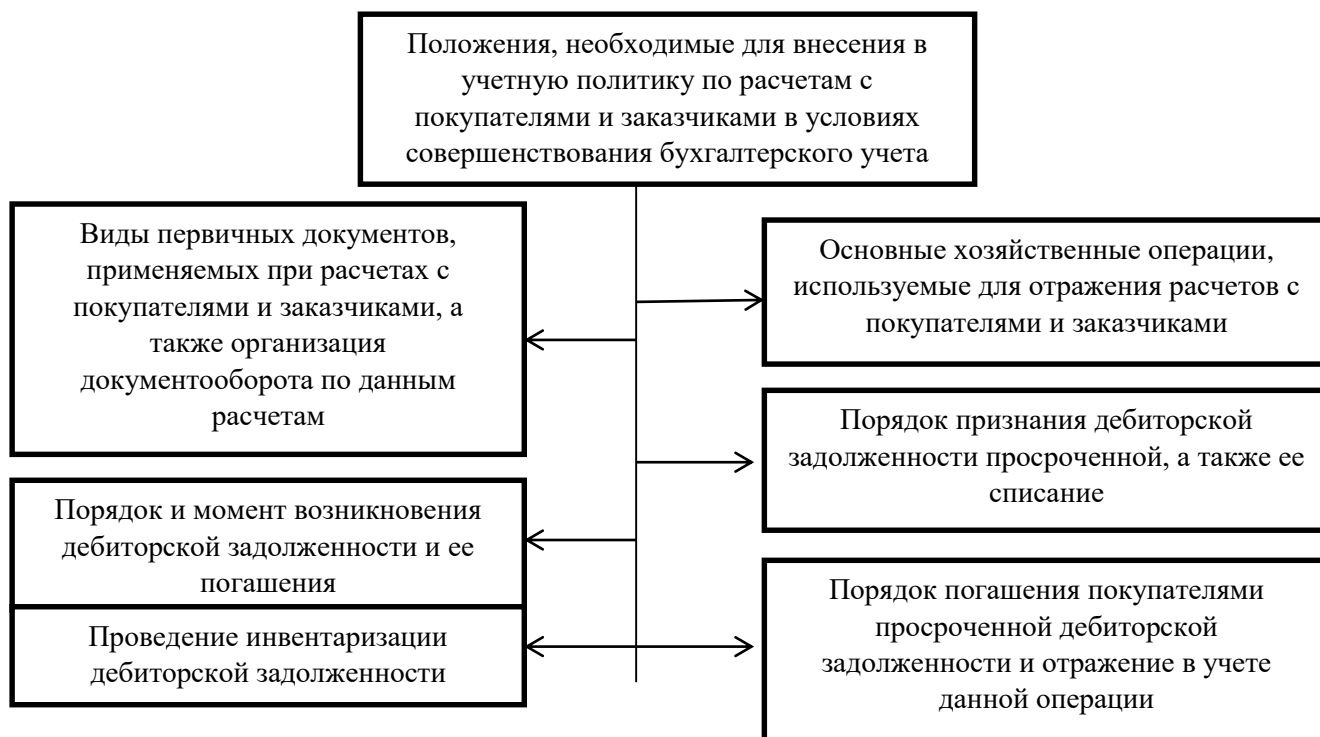 Положения, необходимые для внесения в
учетную политику по расчетам с
покупателями и заказчиками в условиях
совершенствования бухгалтерского учета
Виды первичных документов,
применяемых при расчетах с
покупателями и заказчиками, а
также организация
документооборота по данным
расчетам
Основные хозяйственные операции,
используемые для отражения расчетов с
покупателями и заказчиками
Порядок признания дебиторской
задолженности просроченной, а также ее
списание
Порядок и момент возникновения
дебиторской задолженности и ее
погашения
Проведение инвентаризации
дебиторской задолженности
Порядок погашения покупателями
просроченной дебиторской
задолженности и отражение в учете
данной операции